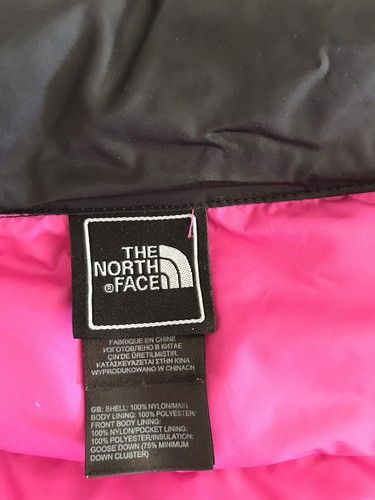 THE
NORTH
FACE
®
FABRIQUE EN CHINE
ИЗГОТОВЛЕНО В КИТАЕ
ÇIN DE ÜRETILMIŞTIR.
ΚΑΤΑΣΚΕΥΑΖΕΤΑΙ ΣΤΗΝ ΚΙΝΑ
WYPRODUKOWANO W CHINACH
GB: SHELL: 100% NYLON/MAIN
BODY LINING: 100% POLYESTER/
FRONT BODY LINING:
100% NYLON/POCKET LINING:
100% POLYESTER/INSULATION:
GOOSE DOWN (75% MINIMUM
DOWN CLUSTER)